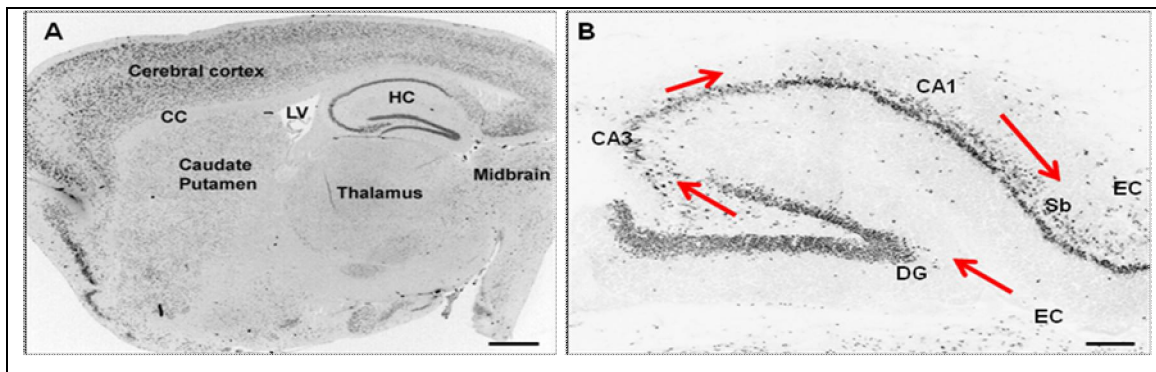 A
Cerebral cortex
CC
LV
HC
Caudate
Putamen
Thalamus
Midbrain
B
CA1
CA3
Sb
EC
DG
EC